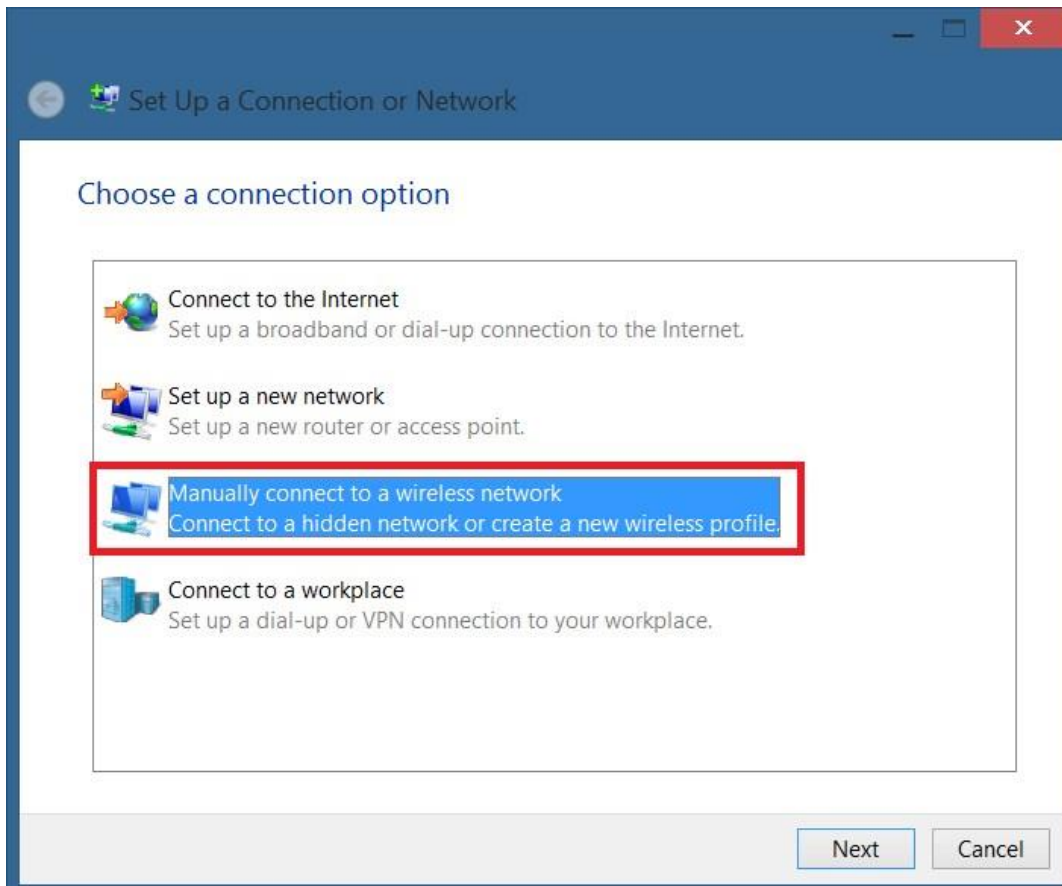 Set Up a Connection or Network
Choose a connection option
Connect to the Internet
Set up a broadband or dial-up connection to the Internet.
Set up a new network
Set up a new router or access point.
Manually connect to a wireless network
Connect to a hidden network or create a new wireless profile.
Connect to a workplace
Set up a dial-up or VPN connection to your workplace.
Next Cancel